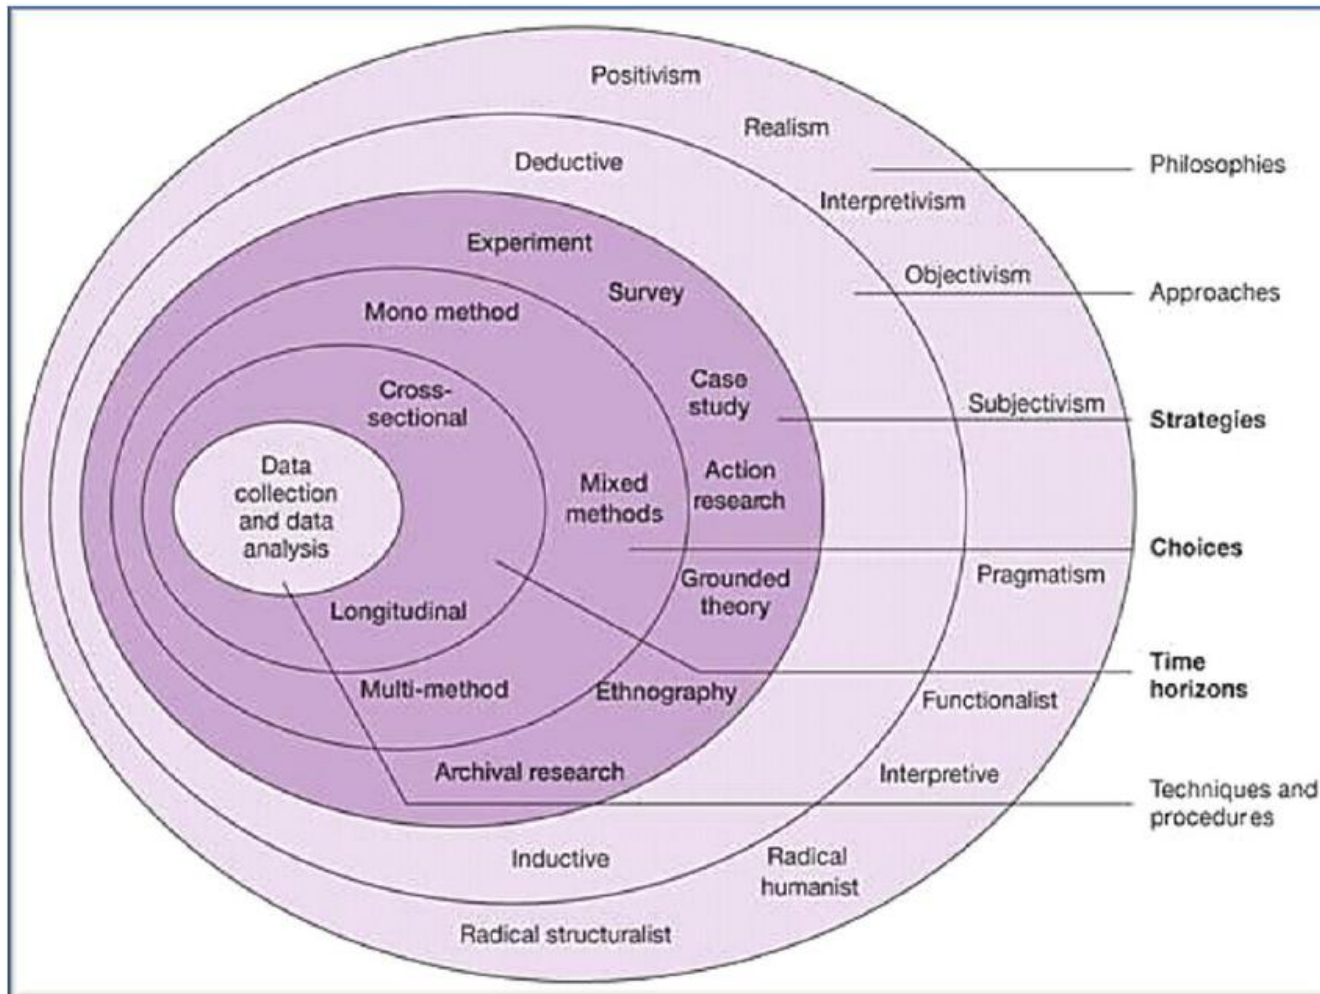 Positivism
Realism
Philosophies
Deductive
Interpretivism
Experiment
Objectivism
Survey
Approaches
Mono method
Cross-
sectional
Case
study
Subjectivism
Strategies
Data
collection
and data
analysis
Mixed
methods
Action
research
Choices
Pragmatism
Grounded
theory
Longitudinal
Time
horizons
Multi-method
Ethnography
Functionalist
Archival research
Interpretive
Techniques and
procedures
Inductive
Radical
humanist
Radical structuralist